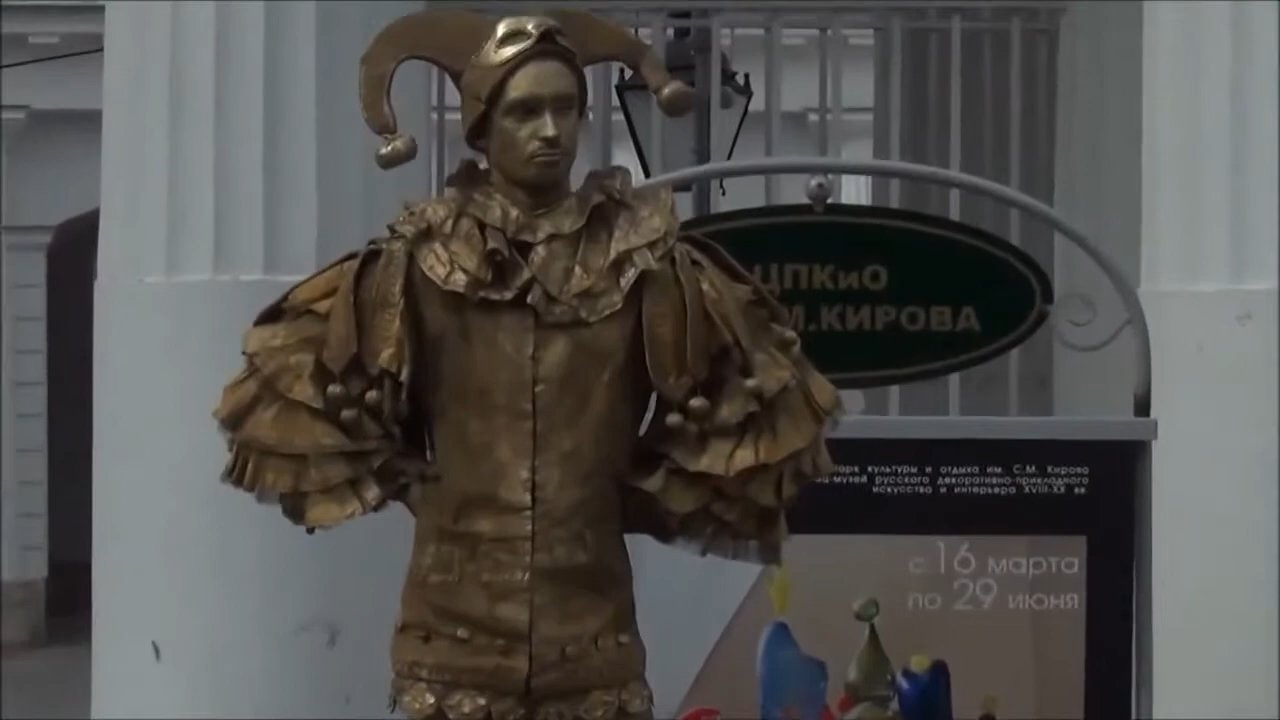 ЦПКиО
М.КИРОВА
парк культуры и отдыха им. С.М. Кирова
музей русского декоративно-прикладного
искусства и интерьера XVIII-XX вв
с 16 марта
по 29 июня